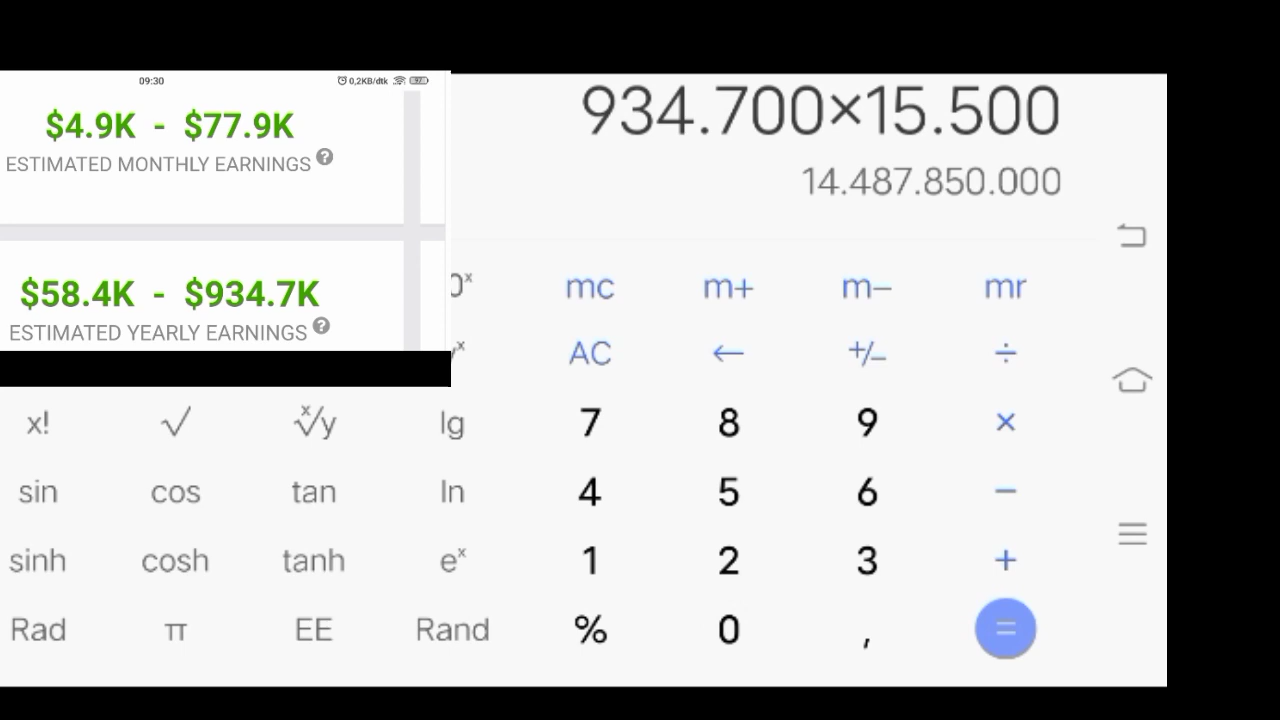 09:30 0,2KB/dtk 97
$4.9K - $77.9K
ESTIMATED MONTHLY EARNINGS ?
$58.4K - $934.7K
ESTIMATED YEARLY EARNINGS ?
934.700×15.500
14.487.850.000
0ˣ mc m+ m– mr
ˣ AC ← +/– ÷
x! √ ˣ√y lg 7 8 9 ×
sin cos tan ln 4 5 6 −
sinh cosh tanh eˣ 1 2 3 +
Rad π EE Rand % 0 , =